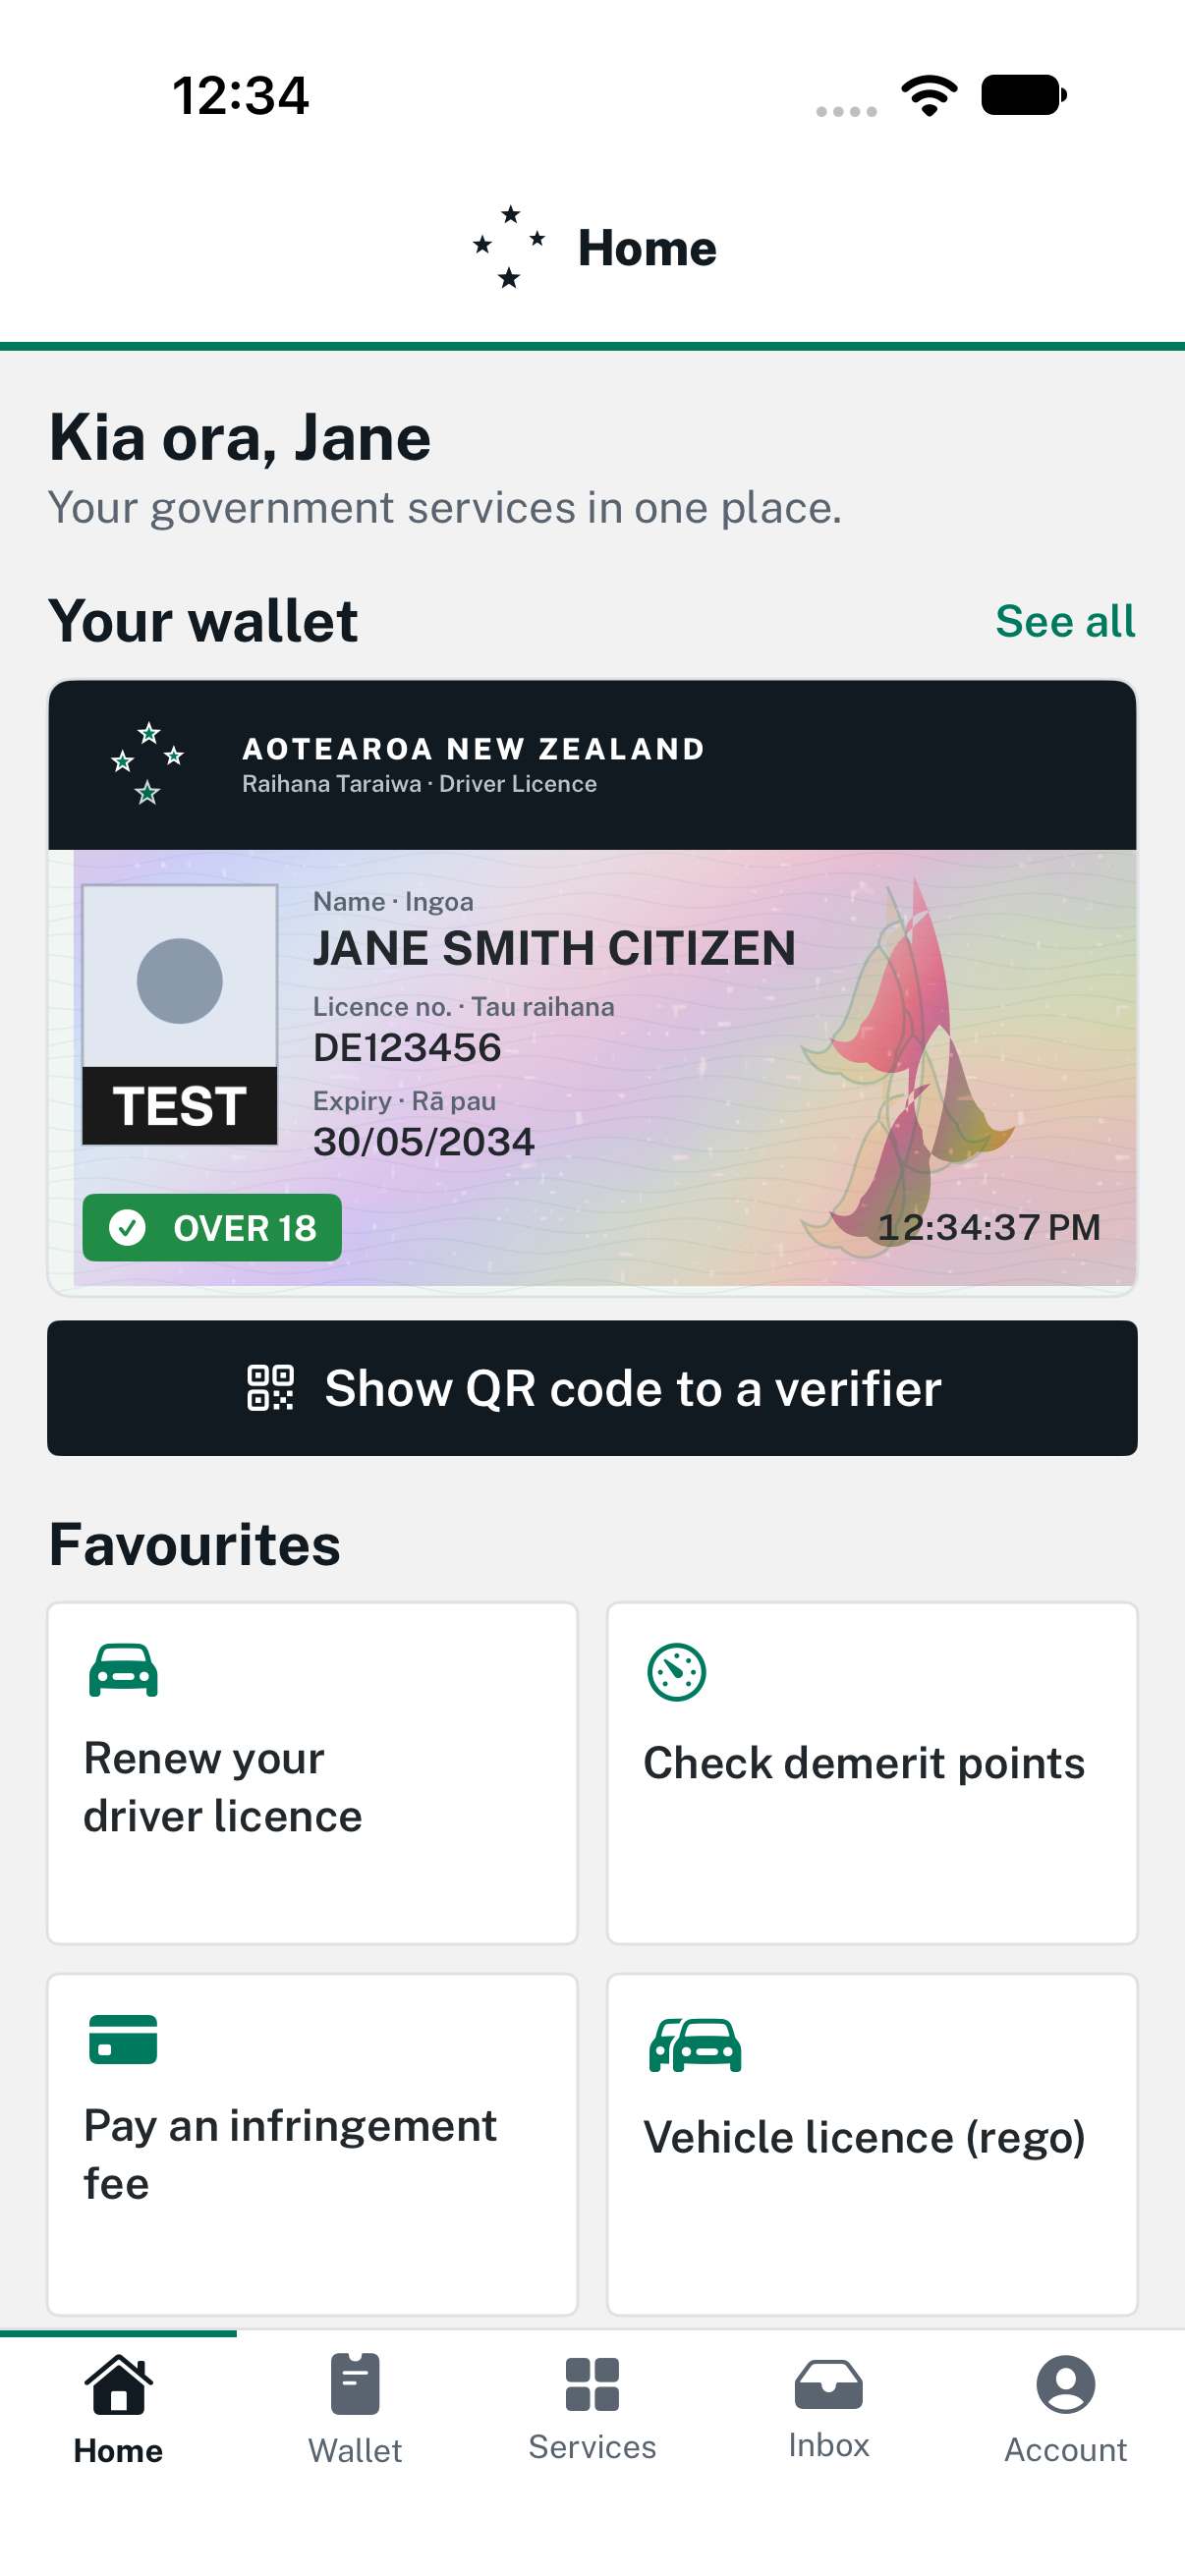 12:34
Home
Kia ora, Jane
Your government services in one place.
Your wallet
See all
AOTEAROA NEW ZEALAND
Raihana Taraiwa · Driver Licence
Name · Ingoa
JANE SMITH CITIZEN
Licence no. · Tau raihana
DE123456
Expiry · Rā pau
30/05/2034
TEST
OVER 18
12:34:37 PM
Show QR code to a verifier
Favourites
Renew your
driver licence
Check demerit points
Pay an infringement
fee
Vehicle licence (rego)
Home
Wallet
Services
Inbox
Account